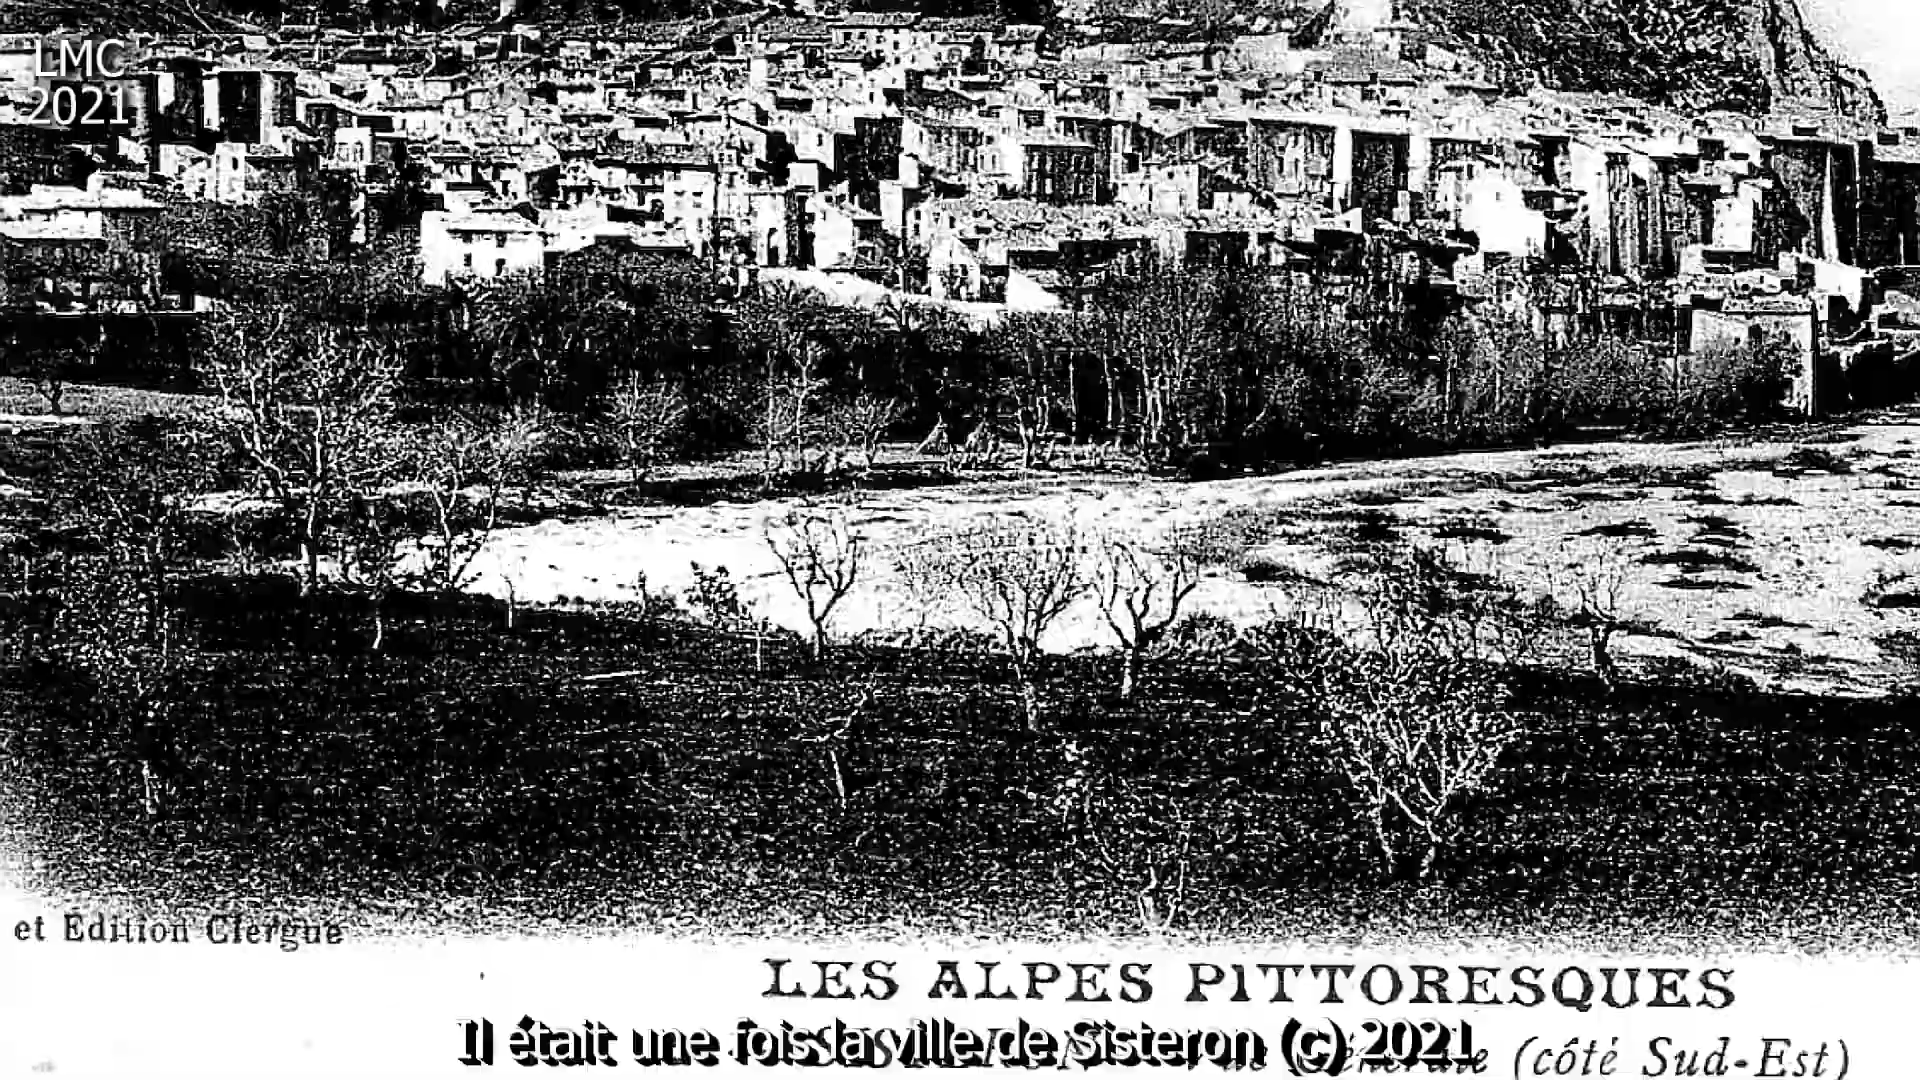 LMC
2021
et Édition Clergue
LES ALPES PITTORESQUES
Il était une fois la ville de Sisteron (c) 2021
(côté Sud-Est)